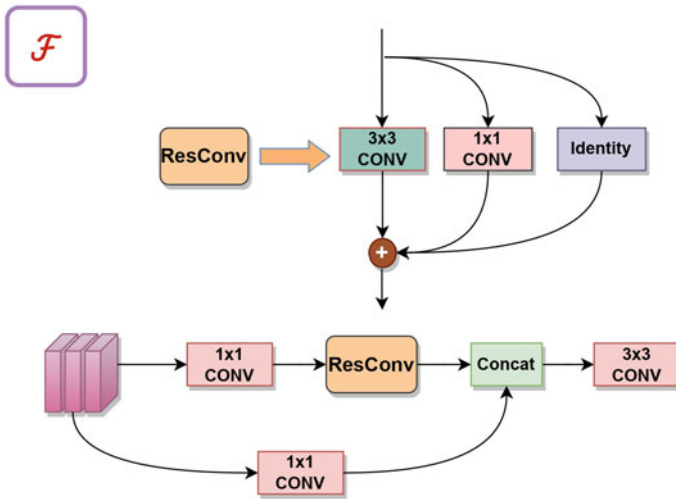 ℱ
ResConv
3x3
CONV
1x1
CONV
Identity
+
1x1
CONV
ResConv
Concat
3x3
CONV
1x1
CONV